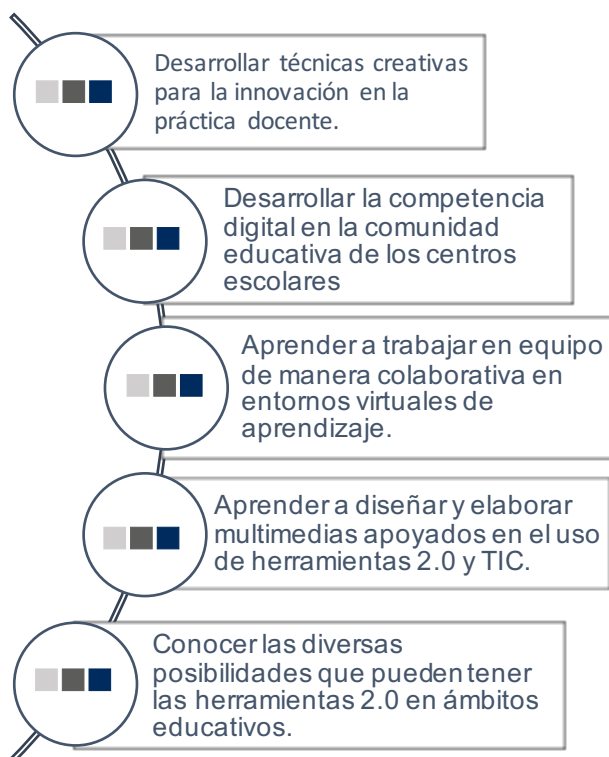 Desarrollar técnicas creativas
para la innovación en la
práctica docente.
Desarrollar la competencia
digital en la comunidad
educativa de los centros
escolares
Aprender a trabajar en equipo
de manera colaborativa en
entornos virtuales de
aprendizaje.
Aprender a diseñar y elaborar
multimedias apoyados en el uso
de herramientas 2.0 y TIC.
Conocer las diversas
posibilidades que pueden tener
las herramientas 2.0 en ámbitos
educativos.